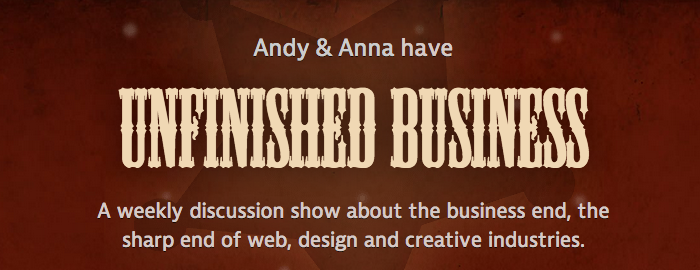 Andy & Anna have
UNFINISHED BUSINESS
A weekly discussion show about the business end, the
sharp end of web, design and creative industries.